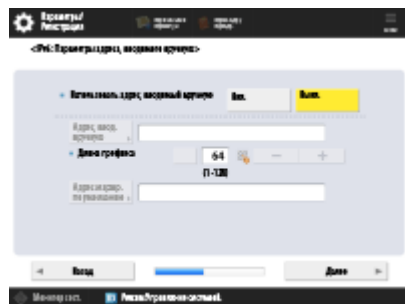 Параметры/
Регистрация
<IPv6: Параметры адреса, вводимого вручную>
Использовать адрес, вводимый вручную
Вкл.
Выкл.
Адрес, ввод.
вручную
Длина префикса
64
(1-128)
Адрес маршр.
по умолчанию
Назад
Далее
Монитор сост.